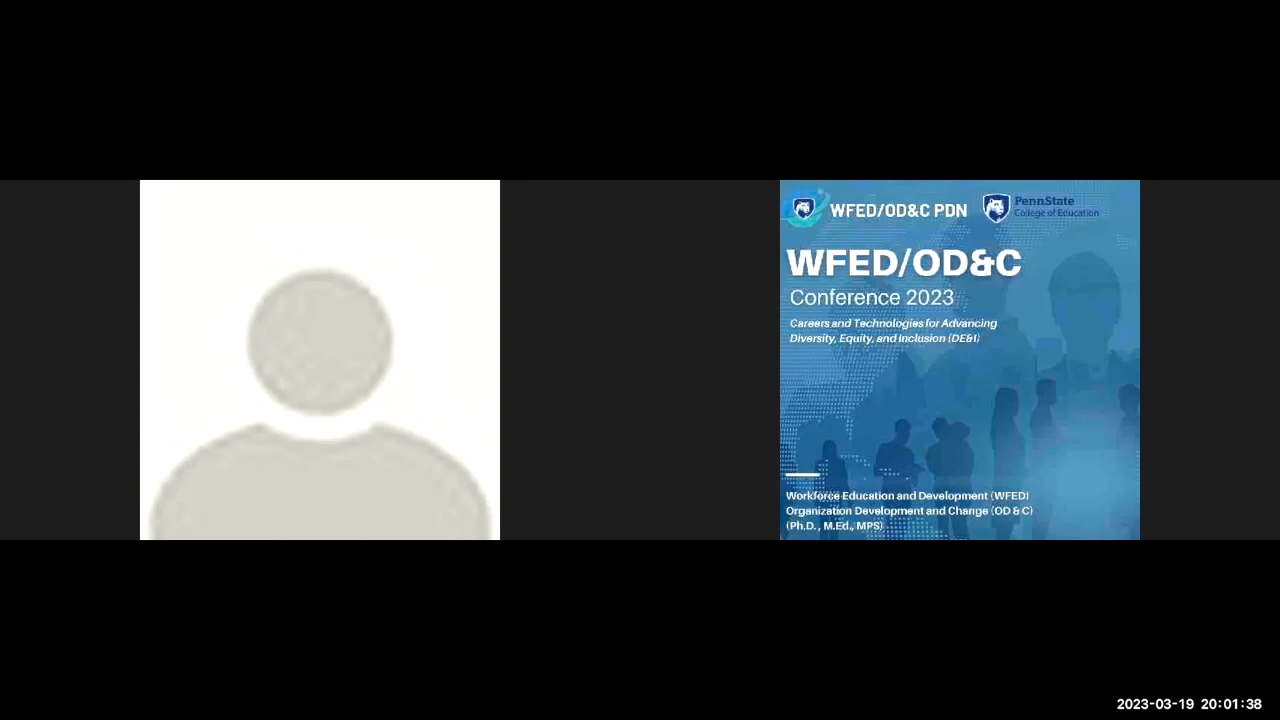 WFED/OD&C PDN
PennState
College of Education
WFED/OD&C
Conference 2023
Careers and Technologies for Advancing
Diversity, Equity, and Inclusion (DE&I)
Workforce Education and Development (WFED)
Organization Development and Change (OD & C)
(Ph.D. , M.Ed., MPS)
2023-03-19 20:01:38